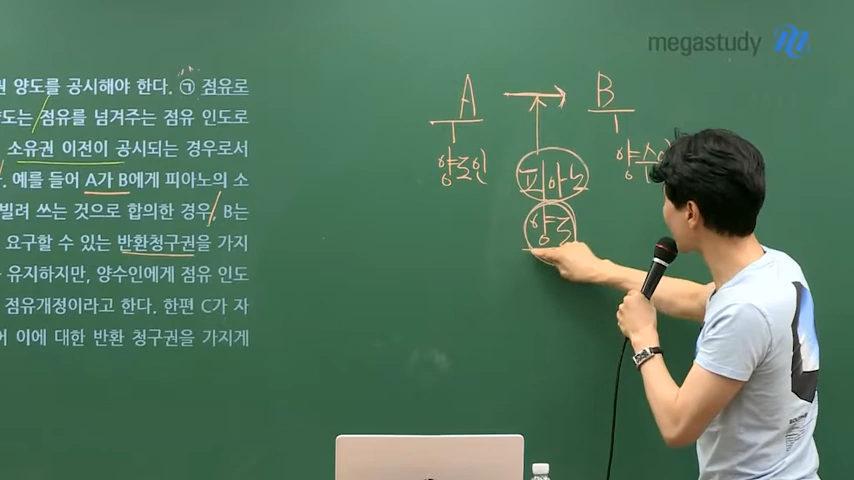 megastudy
권 양도를 공시해야 한다. ㉠ 점유로
양도는 점유를 넘겨주는 점유 인도로
소유권 이전이 공시되는 경우로서
. 예를 들어 A가 B에게 피아노의 소
빌려 쓰는 것으로 합의한 경우, B는
요구할 수 있는 반환청구권을 가지
유지하지만, 양수인에게 점유 인도
점유개정이라고 한다. 한편 C가 자
이에 대한 반환 청구권을 가지게
A → B
양도인
피아노
양도